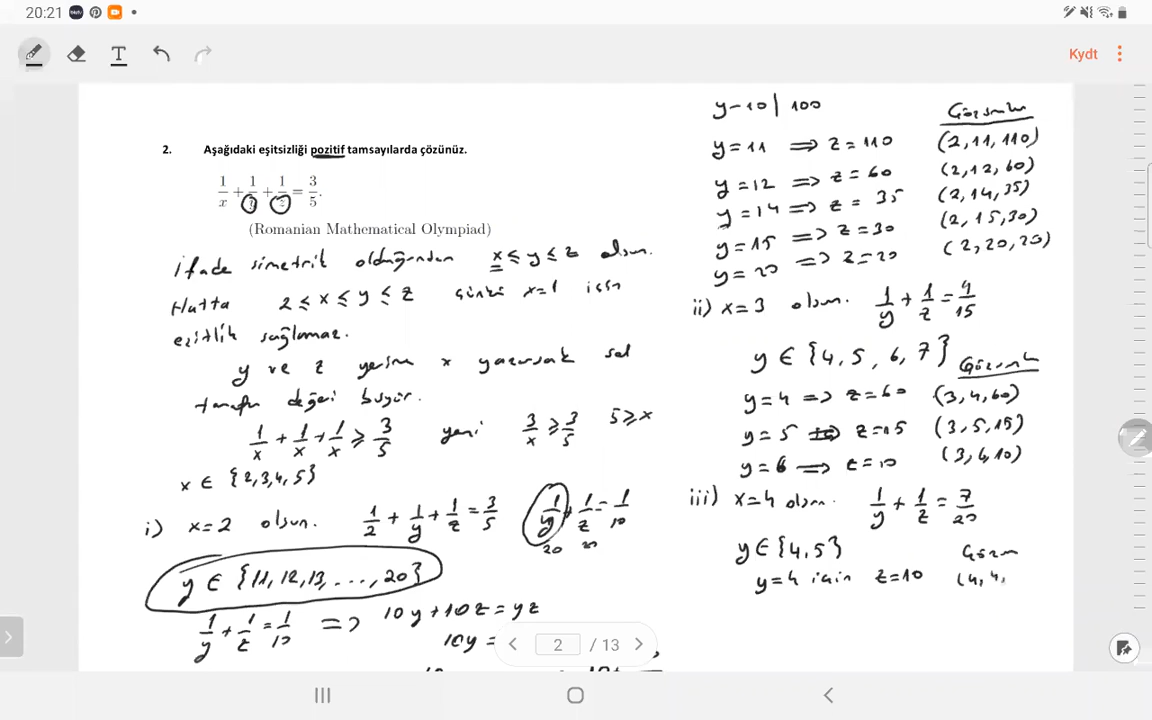 20:21
Kydt
2. Aşağıdaki eşitsizliği pozitif tamsayılarda çözünüz.
1/x + 1/y + 1/z = 3/5.
(Romanian Mathematical Olympiad)
ifade simetrik olduğundan x ≤ y ≤ z olsun.
Hatta 2 ≤ x ≤ y ≤ z çünkü x=1 için
eşitlik sağlamaz.
y ve z yerine x yazarsak sol
tarafın değeri büyür.
1/x + 1/x + 1/x ≥ 3/5 yani 3/x ≥ 3/5 5 ≥ x
x ∈ {2,3,4,5}
i) x=2 olsun. 1/2 + 1/y + 1/z = 3/5 1/y + 1/z = 1/10
20 20
y ∈ {11,12,13,...,20}
1/y + 1/z = 1/10 => 10y+10z=yz
10y =
2 / 13
y-10 | 100
Çözümler
y=11 => z=110 (2,11,110)
y=12 => z=60 (2,12,60)
y=14 => z=35 (2,14,35)
y=15 => z=30 (2,15,30)
y=20 => z=20 (2,20,20)
ii) x=3 olsun. 1/y + 1/z = 4/15
y ∈ {4,5,6,7}
y=4 => z=60 (3,4,60)
y=5 => z=15 (3,5,15)
y=6 => z=10 (3,6,10)
iii) x=4 olsun. 1/y + 1/z = 7/20
y∈{4,5}
Çözüm
y=4 için z=10 (4,4,